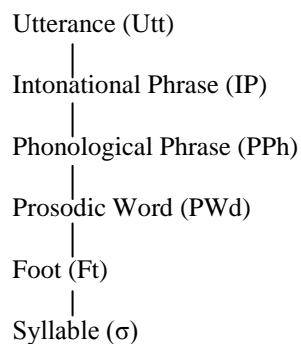 Utterance (Utt)
Intonational Phrase (IP)
Phonological Phrase (PPh)
Prosodic Word (PWd)
Foot (Ft)
Syllable (σ)